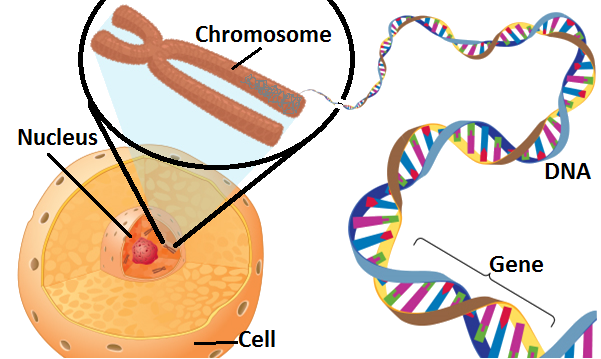 Chromosome
Nucleus
DNA
Gene
Cell